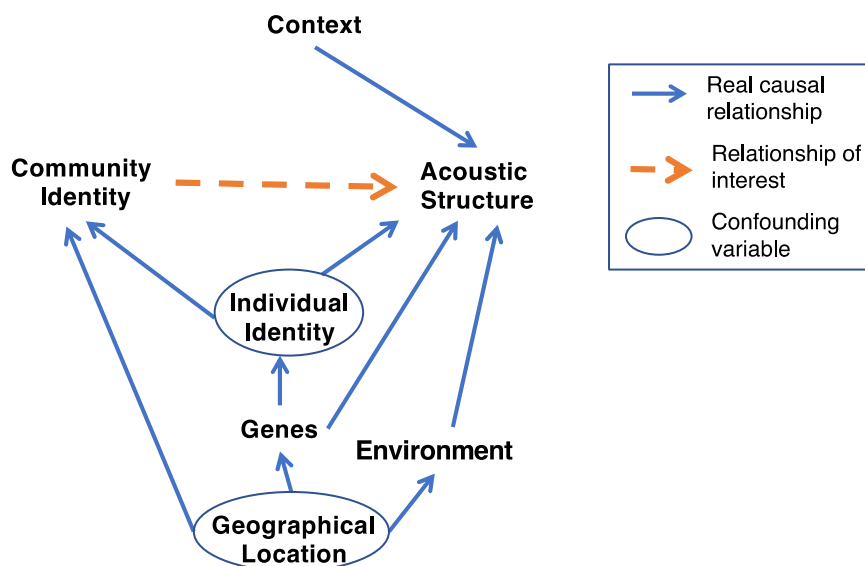 Context
Community
Identity
Acoustic
Structure
Individual
Identity
Genes
Environment
Geographical
Location
Real causal
relationship
Relationship of
interest
Confounding
variable